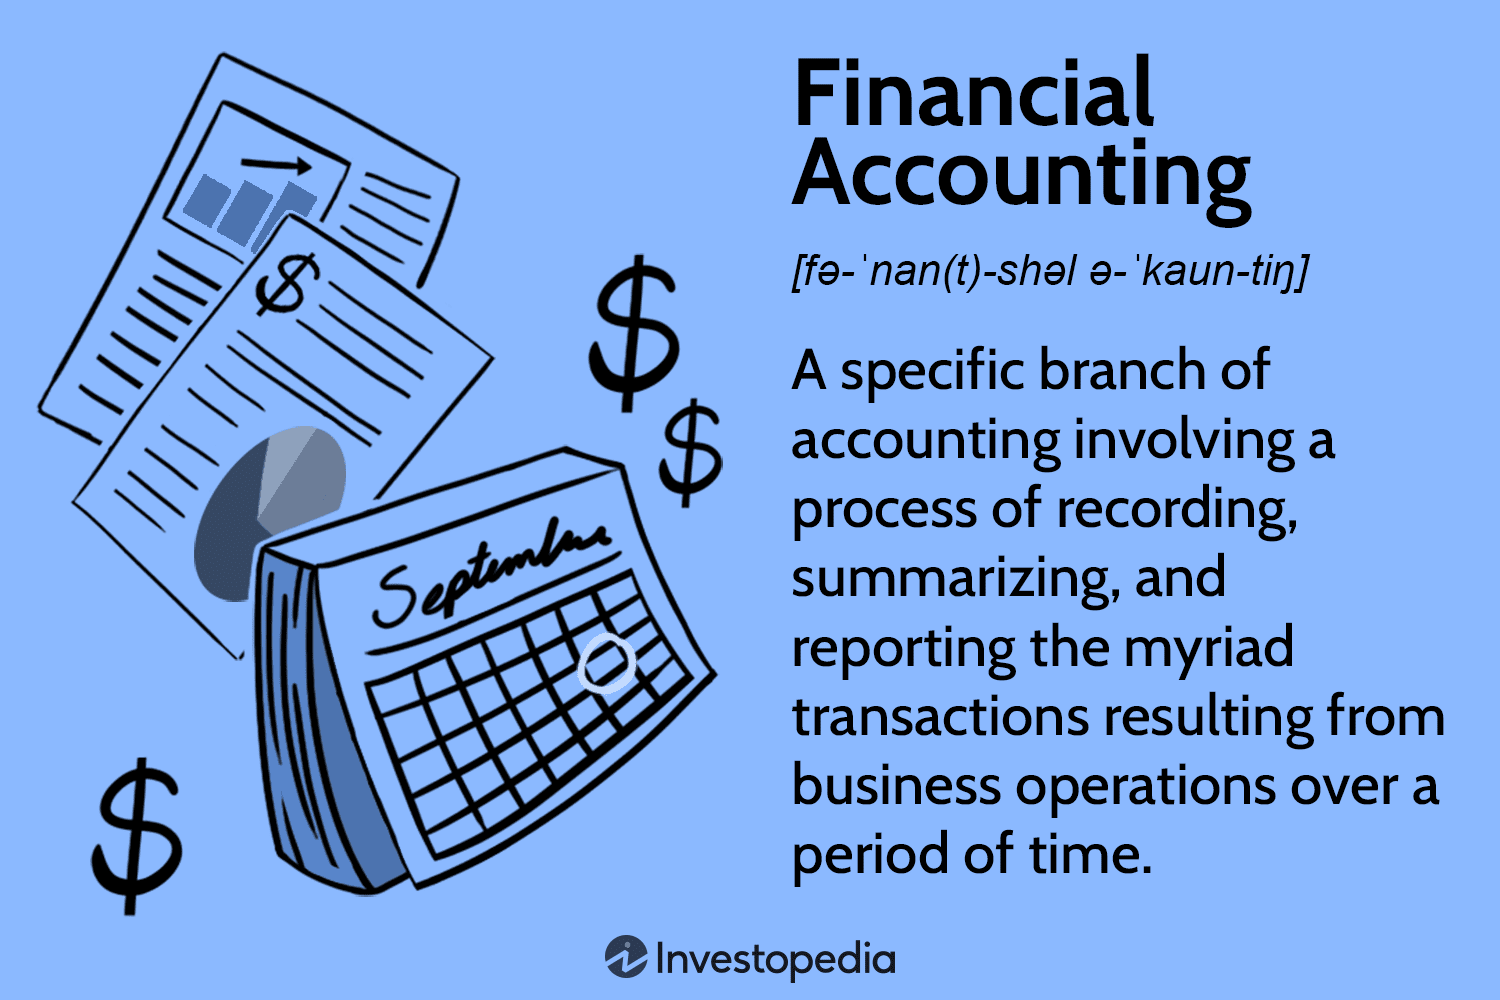 Financial
Accounting
[fə-ˈnan(t)-shəl ə-ˈkaun-tiŋ]
A specific branch of
accounting involving a
process of recording,
summarizing, and
reporting the myriad
transactions resulting from
business operations over a
period of time.
$
$
$
$
September
Investopedia